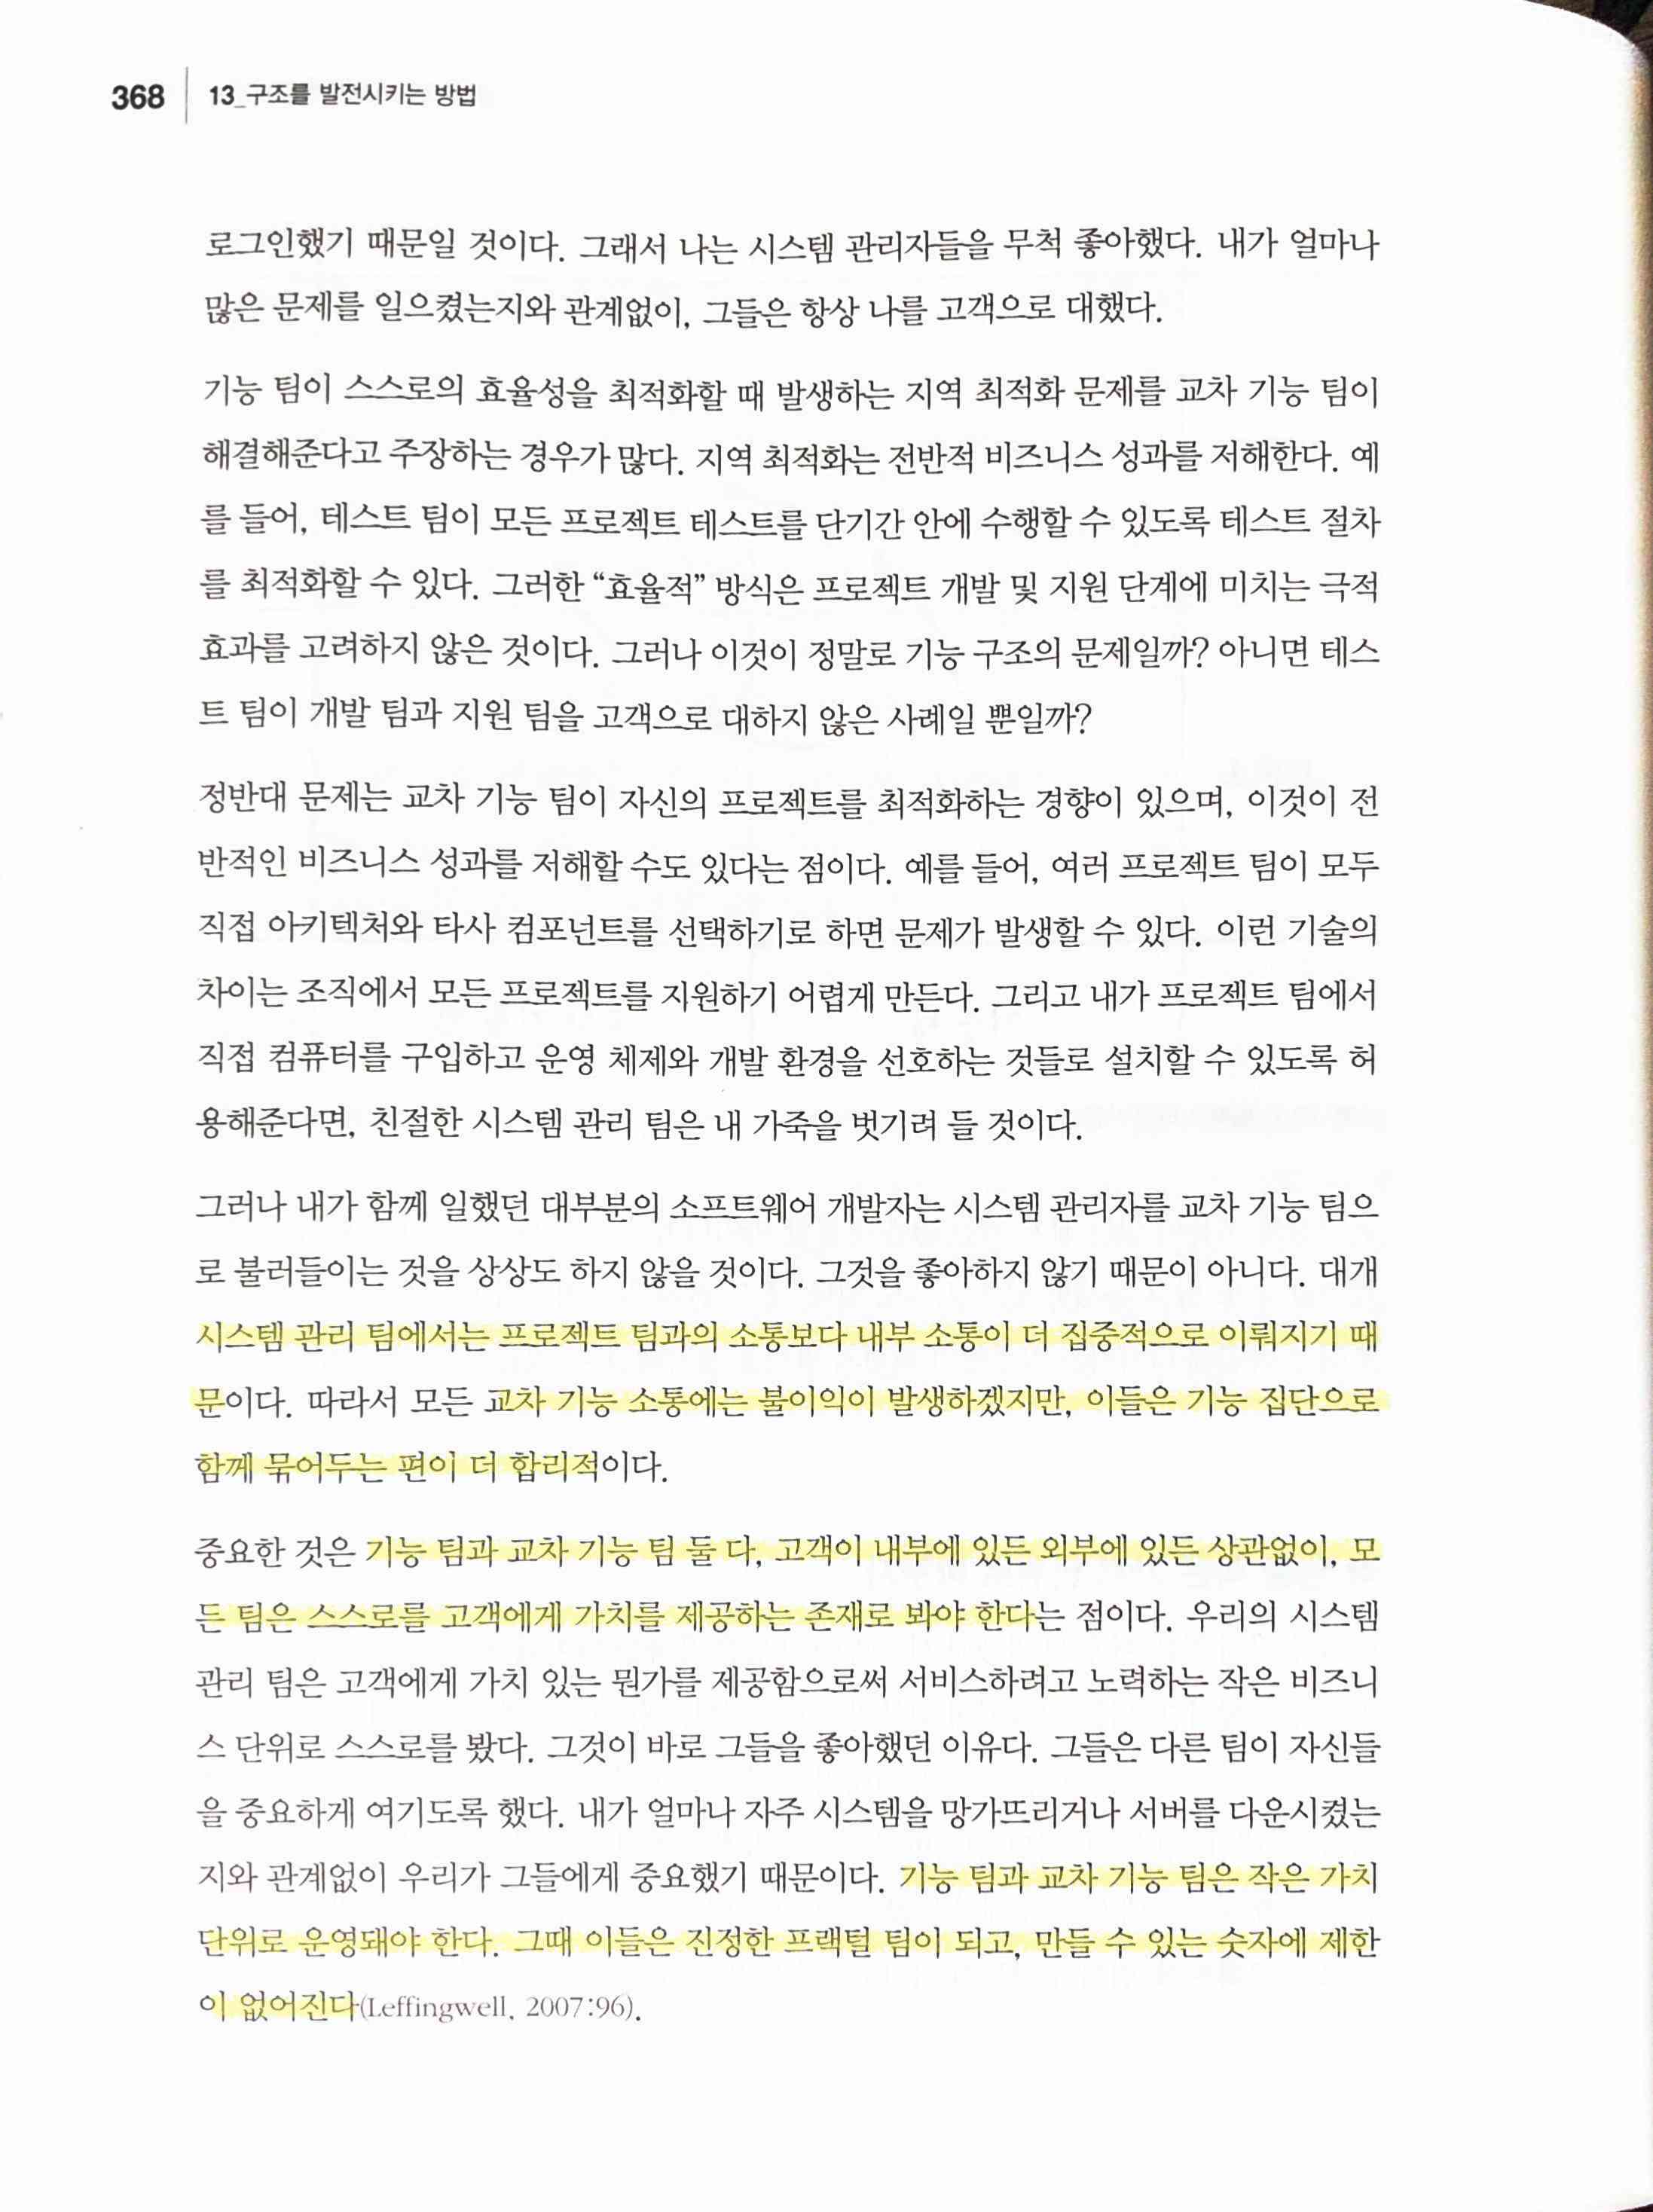 368 13_구조를 발전시키는 방법
로그인했기 때문일 것이다. 그래서 나는 시스템 관리자들을 무척 좋아했다. 내가 얼마나
많은 문제를 일으켰는지와 관계없이, 그들은 항상 나를 고객으로 대했다.
기능 팀이 스스로의 효율성을 최적화할 때 발생하는 지역 최적화 문제를 교차 기능 팀이
해결해준다고 주장하는 경우가 많다. 지역 최적화는 전반적 비즈니스 성과를 저해한다. 예
를 들어, 테스트 팀이 모든 프로젝트 테스트를 단기간 안에 수행할 수 있도록 테스트 절차
를 최적화할 수 있다. 그러한 “효율적” 방식은 프로젝트 개발 및 지원 단계에 미치는 극적
효과를 고려하지 않은 것이다. 그러나 이것이 정말로 기능 구조의 문제일까? 아니면 테스
트 팀이 개발 팀과 지원 팀을 고객으로 대하지 않은 사례일 뿐일까?
정반대 문제는 교차 기능 팀이 자신의 프로젝트를 최적화하는 경향이 있으며, 이것이 전
반적인 비즈니스 성과를 저해할 수도 있다는 점이다. 예를 들어, 여러 프로젝트 팀이 모두
직접 아키텍처와 타사 컴포넌트를 선택하기로 하면 문제가 발생할 수 있다. 이런 기술의
차이는 조직에서 모든 프로젝트를 지원하기 어렵게 만든다. 그리고 내가 프로젝트 팀에서
직접 컴퓨터를 구입하고 운영 체제와 개발 환경을 선호하는 것들로 설치할 수 있도록 허
용해준다면, 친절한 시스템 관리 팀은 내 가죽을 벗기려 들 것이다.
그러나 내가 함께 일했던 대부분의 소프트웨어 개발자는 시스템 관리자를 교차 기능 팀으
로 불러들이는 것을 상상도 하지 않을 것이다. 그것을 좋아하지 않기 때문이 아니다. 대개
시스템 관리 팀에서는 프로젝트 팀과의 소통보다 내부 소통이 더 집중적으로 이뤄지기 때
문이다. 따라서 모든 교차 기능 소통에는 불이익이 발생하겠지만, 이들은 기능 집단으로
함께 묶어두는 편이 더 합리적이다.
중요한 것은 기능 팀과 교차 기능 팀 둘 다, 고객이 내부에 있든 외부에 있든 상관없이, 모
든 팀은 스스로를 고객에게 가치를 제공하는 존재로 봐야 한다는 점이다. 우리의 시스템
관리 팀은 고객에게 가치 있는 뭔가를 제공함으로써 서비스하려고 노력하는 작은 비즈니
스 단위로 스스로를 봤다. 그것이 바로 그들을 좋아했던 이유다. 그들은 다른 팀이 자신들
을 중요하게 여기도록 했다. 내가 얼마나 자주 시스템을 망가뜨리거나 서버를 다운시켰는
지와 관계없이 우리가 그들에게 중요했기 때문이다. 기능 팀과 교차 기능 팀은 작은 가치
단위로 운영돼야 한다. 그때 이들은 진정한 프랙털 팀이 되고, 만들 수 있는 숫자에 제한
이 없어진다(Leffingwell, 2007:96).